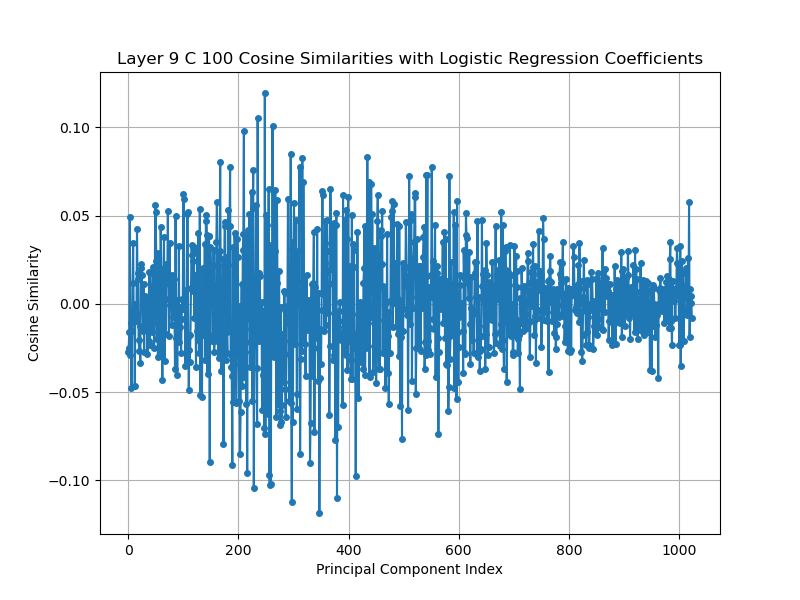 Layer 9 C 100 Cosine Similarities with Logistic Regression Coefficients
0.10
0.05
0.00
−0.05
−0.10
Cosine Similarity
0 200 400 600 800 1000
Principal Component Index